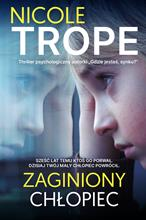 NICOLE
TROPE
Thriller psychologiczny autorki „Gdzie jesteś, synku?”
SZEŚĆ LAT TEMU KTOŚ GO PORWAŁ.
DZISIAJ TWÓJ MAŁY CHŁOPIEC POWRÓCIŁ.
ZAGINIONY
CHŁOPIEC